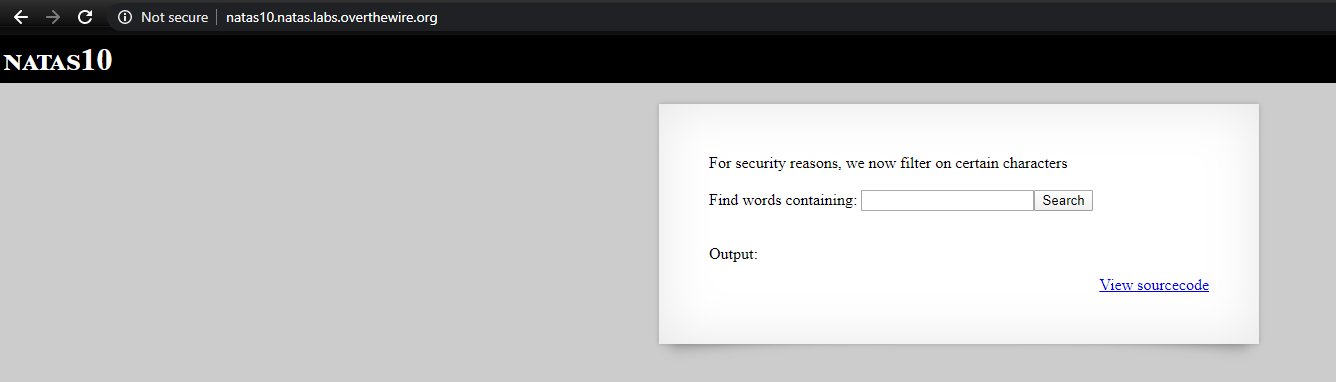 Not secure | natas10.natas.labs.overthewire.org
NATAS10
For security reasons, we now filter on certain characters
Find words containing: Search
Output:
View sourcecode